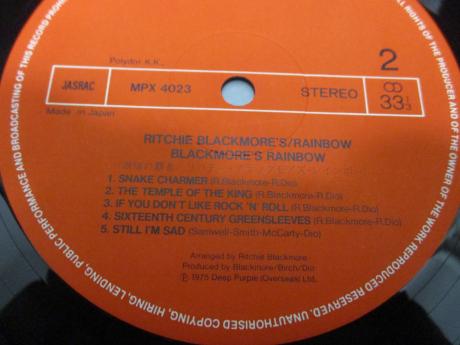 ALL RIGHTS OF THE PRODUCER AND OF THE OWNER OF THE WORK REPRODUCED RESERVED. UNAUTHORISED COPYING, HIRING, LENDING, PUBLIC PERFORMANCE AND BROADCASTING OF THIS RECORD PROHIBITED
Polydor K.K.,
2
JASRAC
MPX 4023
STEREO
33 1/3
Made in Japan
RITCHIE BLACKMORE'S/RAINBOW
BLACKMORE'S RAINBOW
1. SNAKE CHARMER (R.Blackmore-R.Dio)
2. THE TEMPLE OF THE KING (R.Blackmore-R.Dio)
3. IF YOU DON'T LIKE ROCK 'N' ROLL (R.Blackmore-R.Dio)
4. SIXTEENTH CENTURY GREENSLEEVES (R.Blackmore-R.Dio)
5. STILL I'M SAD (Samwell-Smith-McCarty-Dio)
Arranged by Ritchie Blackmore
Produced by Blackmore/Birch/Dio
Ⓟ 1975 Deep Purple (Overseas) Ltd.